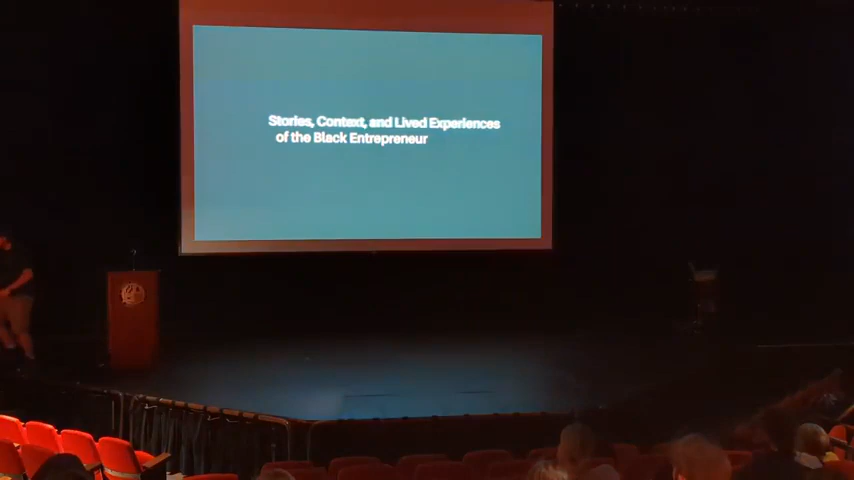 Stories, Context, and Lived Experiences
of the Black Entrepreneur